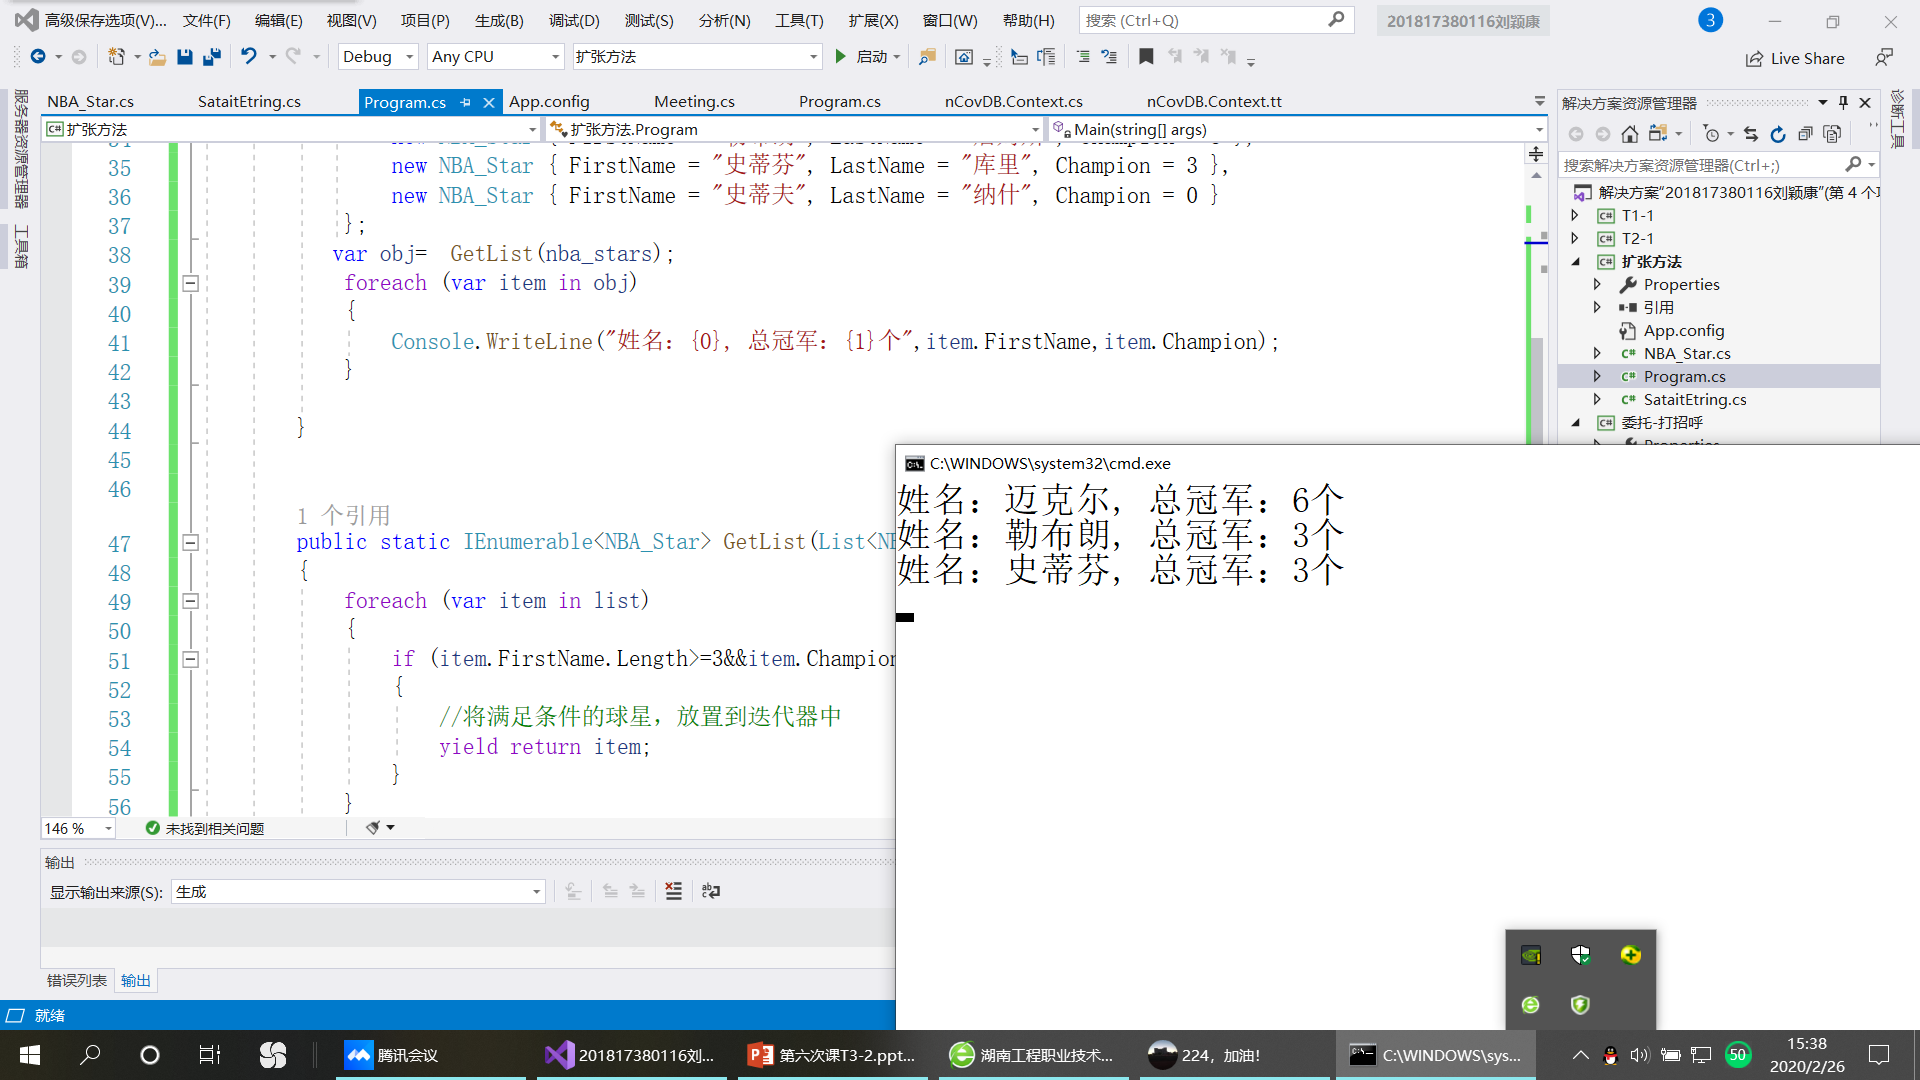 高级保存选项(V)... 文件(F) 编辑(E) 视图(V) 项目(P) 生成(B) 调试(D) 测试(S) 分析(N) 工具(T) 扩展(X) 窗口(W) 帮助(H) 搜索 (Ctrl+Q) 201817380116刘颖康 3
Debug Any CPU 扩张方法 启动 Live Share
NBA_Star.cs SataitEtring.cs Program.cs App.config Meeting.cs Program.cs nCovDB.Context.cs nCovDB.Context.tt
扩张方法 扩张方法.Program Main(string[] args)
35 new NBA_Star { FirstName = "史蒂芬", LastName = "库里", Champion = 3 },
36 new NBA_Star { FirstName = "史蒂夫", LastName = "纳什", Champion = 0 }
37 };
38 var obj=  GetList(nba_stars);
39 foreach (var item in obj)
40 {
41 Console.WriteLine("姓名: {0}, 总冠军: {1}个",item.FirstName,item.Champion);
42 }
43
44 }
45
46
1 个引用
47 public static IEnumerable<NBA_Star> GetList(List<NB
48 {
49 foreach (var item in list)
50 {
51 if (item.FirstName.Length>=3&&item.Champion
52 {
53 //将满足条件的球星，放置到迭代器中
54 yield return item;
55 }
56 }
146 % 未找到相关问题
输出
显示输出来源(S): 生成
错误列表 输出
就绪
服务器资源管理器
工具箱
C:\WINDOWS\system32\cmd.exe
姓名: 迈克尔, 总冠军: 6个
姓名: 勒布朗, 总冠军: 3个
姓名: 史蒂芬, 总冠军: 3个
解决方案资源管理器
搜索解决方案资源管理器(Ctrl+;)
解决方案"201817380116刘颖康"(第 4 个项
T1-1
T2-1
扩张方法
Properties
引用
App.config
NBA_Star.cs
Program.cs
SataitEtring.cs
委托-打招呼
Properties
诊断工具
腾讯会议 201817380116刘... 第六次课T3-2.ppt... 湖南工程职业技术... 224，加油! C:\WINDOWS\sys... 50
15:38
2020/2/26